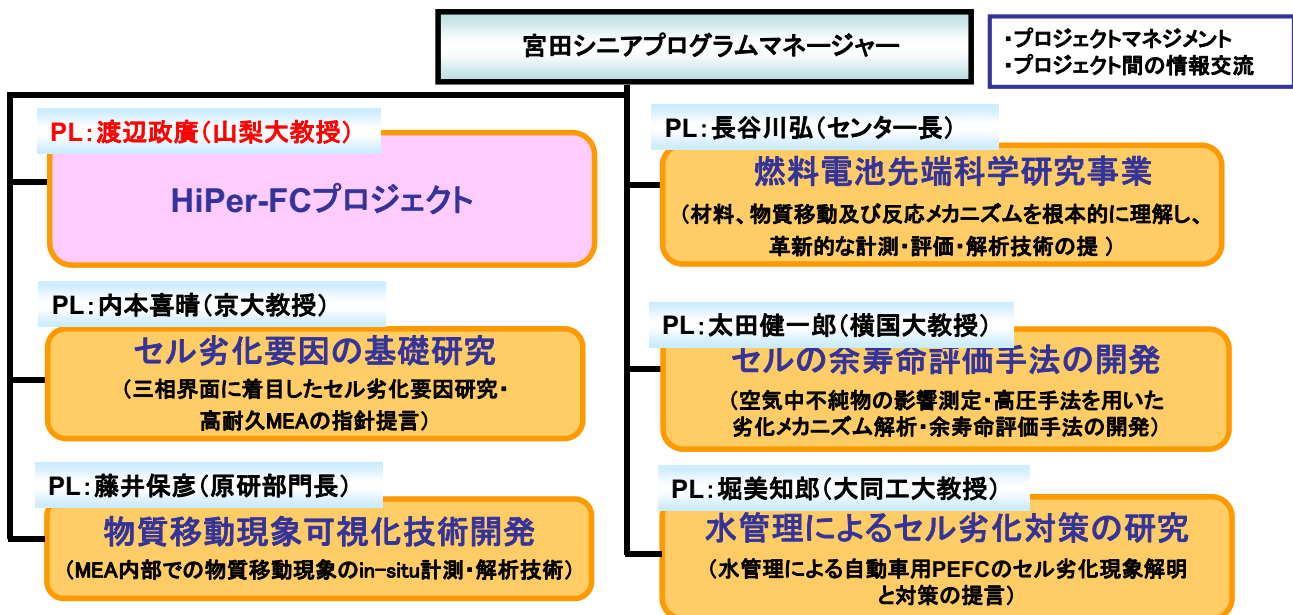 宮田シニアプログラムマネージャー
・プロジェクトマネジメント
・プロジェクト間の情報交流
PL:渡辺政廣(山梨大教授)
HiPer-FCプロジェクト
PL:長谷川弘(センター長)
燃料電池先端科学研究事業
(材料、物質移動及び反応メカニズムを根本的に理解し、
革新的な計測・評価・解析技術の提 )
PL:内本喜晴(京大教授)
セル劣化要因の基礎研究
(三相界面に着目したセル劣化要因研究・
高耐久MEAの指針提言)
PL:太田健一郎(横国大教授)
セルの余寿命評価手法の開発
(空気中不純物の影響測定・高圧手法を用いた
劣化メカニズム解析・余寿命評価手法の開発)
PL:藤井保彦(原研部門長)
物質移動現象可視化技術開発
(MEA内部での物質移動現象のin-situ計測・解析技術)
PL:堀美知郎(大同工大教授)
水管理によるセル劣化対策の研究
(水管理による自動車用PEFCのセル劣化現象解明
と対策の提言)